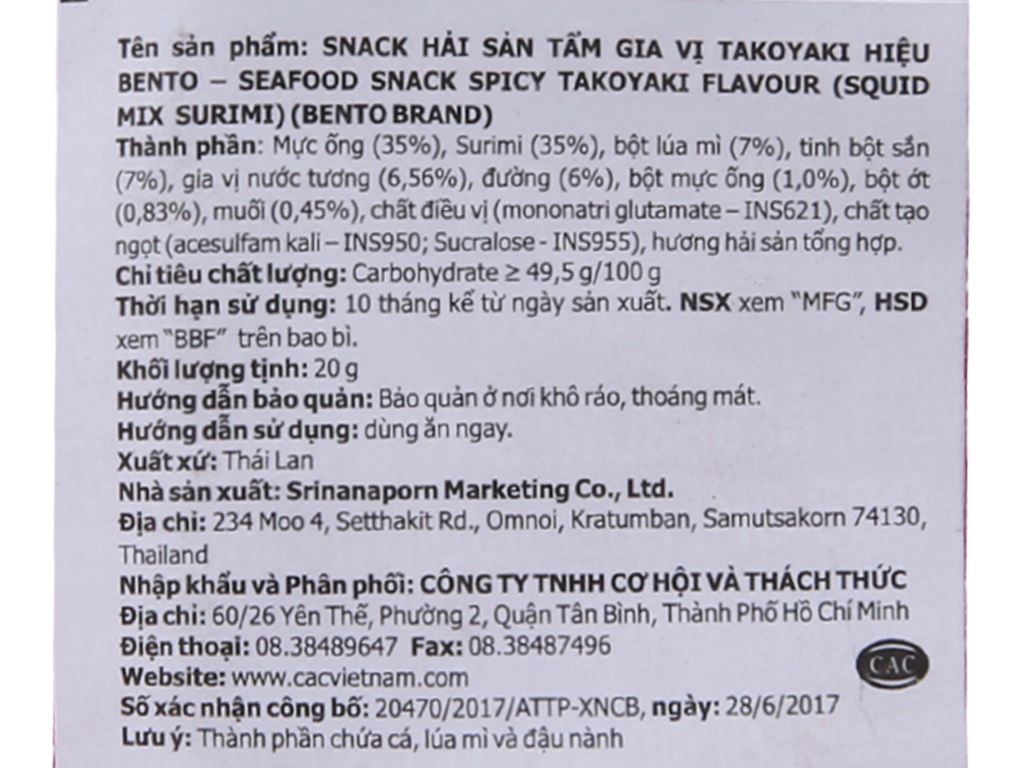 Tên sản phẩm: SNACK HẢI SẢN TẨM GIA VỊ TAKOYAKI HIỆU
BENTO – SEAFOOD SNACK SPICY TAKOYAKI FLAVOUR (SQUID
MIX SURIMI) (BENTO BRAND)
Thành phần: Mực ống (35%), Surimi (35%), bột lúa mì (7%), tinh bột sắn
(7%), gia vị nước tương (6,56%), đường (6%), bột mực ống (1,0%), bột ớt
(0,83%), muối (0,45%), chất điều vị (mononatri glutamate – INS621), chất tạo
ngọt (acesulfam kali – INS950; Sucralose - INS955), hương hải sản tổng hợp.
Chỉ tiêu chất lượng: Carbohydrate ≥ 49,5 g/100 g
Thời hạn sử dụng: 10 tháng kể từ ngày sản xuất. NSX xem "MFG", HSD
xem "BBF" trên bao bì.
Khối lượng tịnh: 20 g
Hướng dẫn bảo quản: Bảo quản ở nơi khô ráo, thoáng mát.
Hướng dẫn sử dụng: dùng ăn ngay.
Xuất xứ: Thái Lan
Nhà sản xuất: Srinanaporn Marketing Co., Ltd.
Địa chỉ: 234 Moo 4, Setthakit Rd., Omnoi, Kratumban, Samutsakorn 74130,
Thailand
Nhập khẩu và Phân phối: CÔNG TY TNHH CƠ HỘI VÀ THÁCH THỨC
Địa chỉ: 60/26 Yên Thế, Phường 2, Quận Tân Bình, Thành Phố Hồ Chí Minh
Điện thoại: 08.38489647 Fax: 08.38487496
CAC
Website: www.cacvietnam.com
Số xác nhận công bố: 20470/2017/ATTP-XNCB, ngày: 28/6/2017
Lưu ý: Thành phần chứa cá, lúa mì và đậu nành